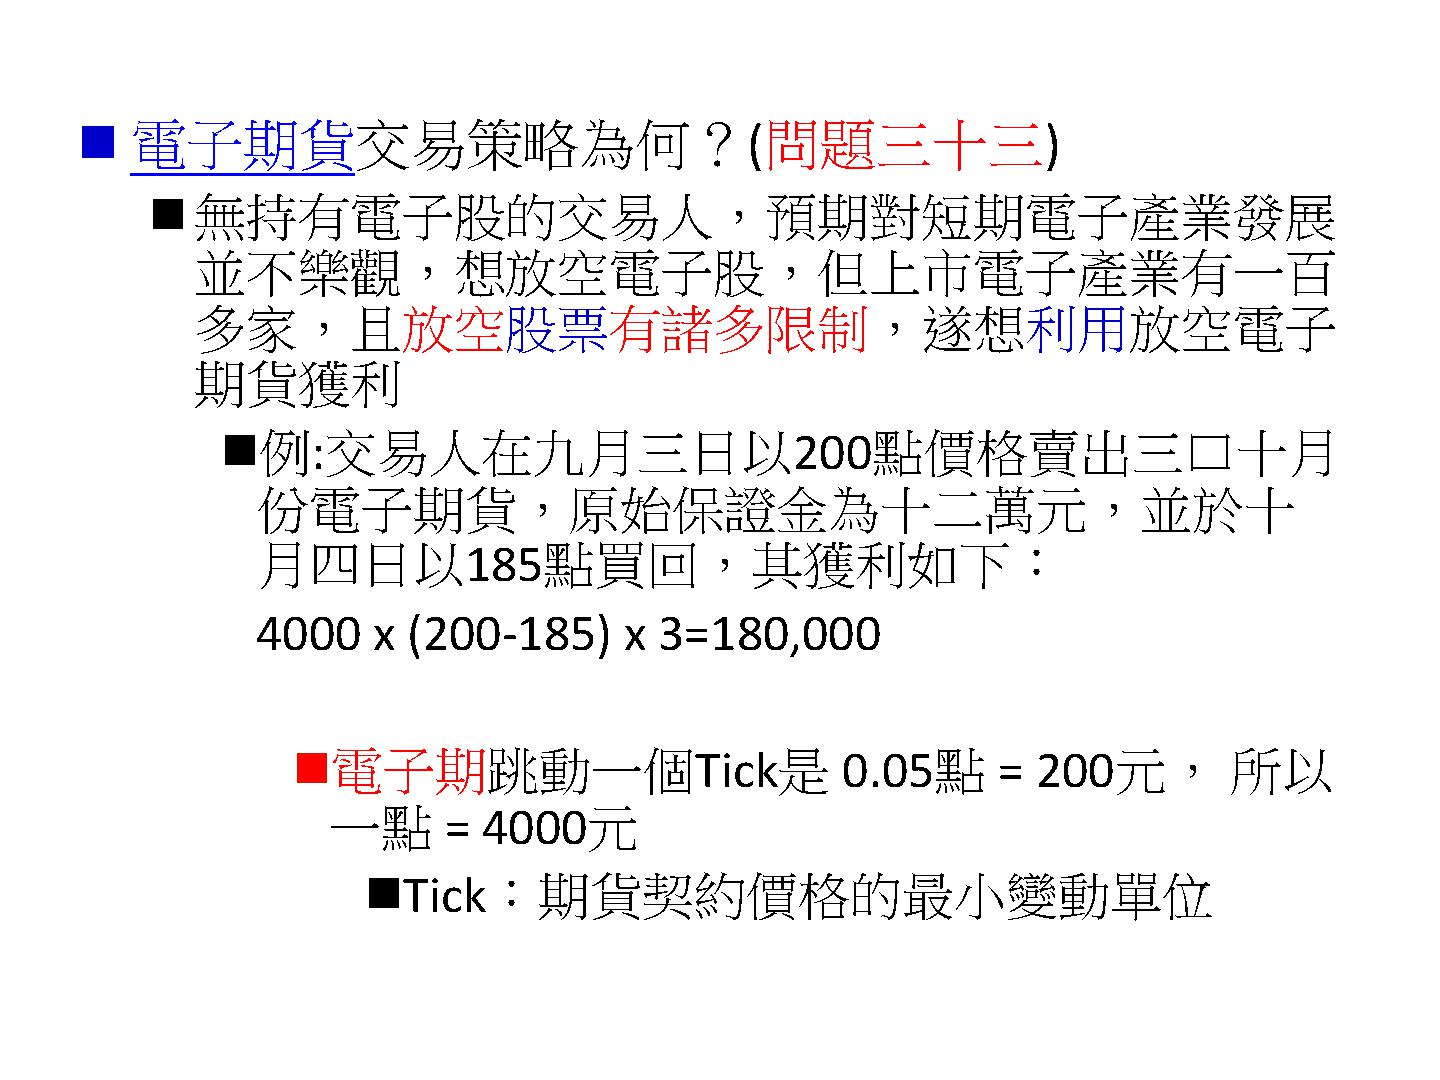 電子期貨交易策略為何？(問題三十三)
無持有電子股的交易人，預期對短期電子產業發展
並不樂觀，想放空電子股，但上市電子產業有一百
多家，且放空股票有諸多限制，遂想利用放空電子
期貨獲利
例:交易人在九月三日以200點價格賣出三口十月
份電子期貨，原始保證金為十二萬元，並於十
月四日以185點買回，其獲利如下：
4000 x (200-185) x 3=180,000
電子期跳動一個Tick是 0.05點 = 200元， 所以
一點 = 4000元
Tick：期貨契約價格的最小變動單位